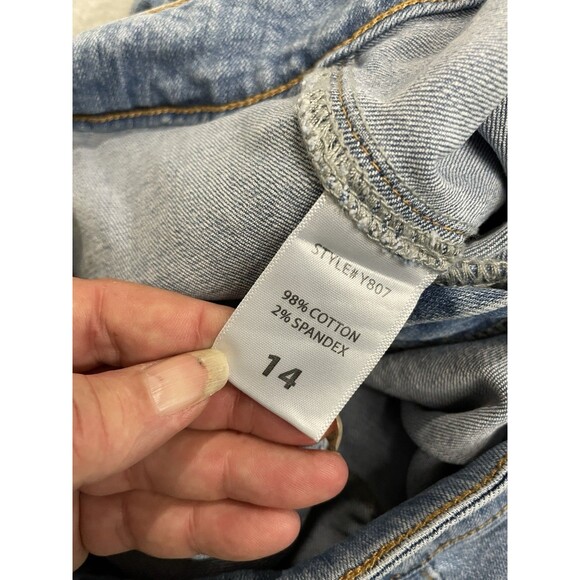 STYLE# Y807
98% COTTON
2% SPANDEX
14